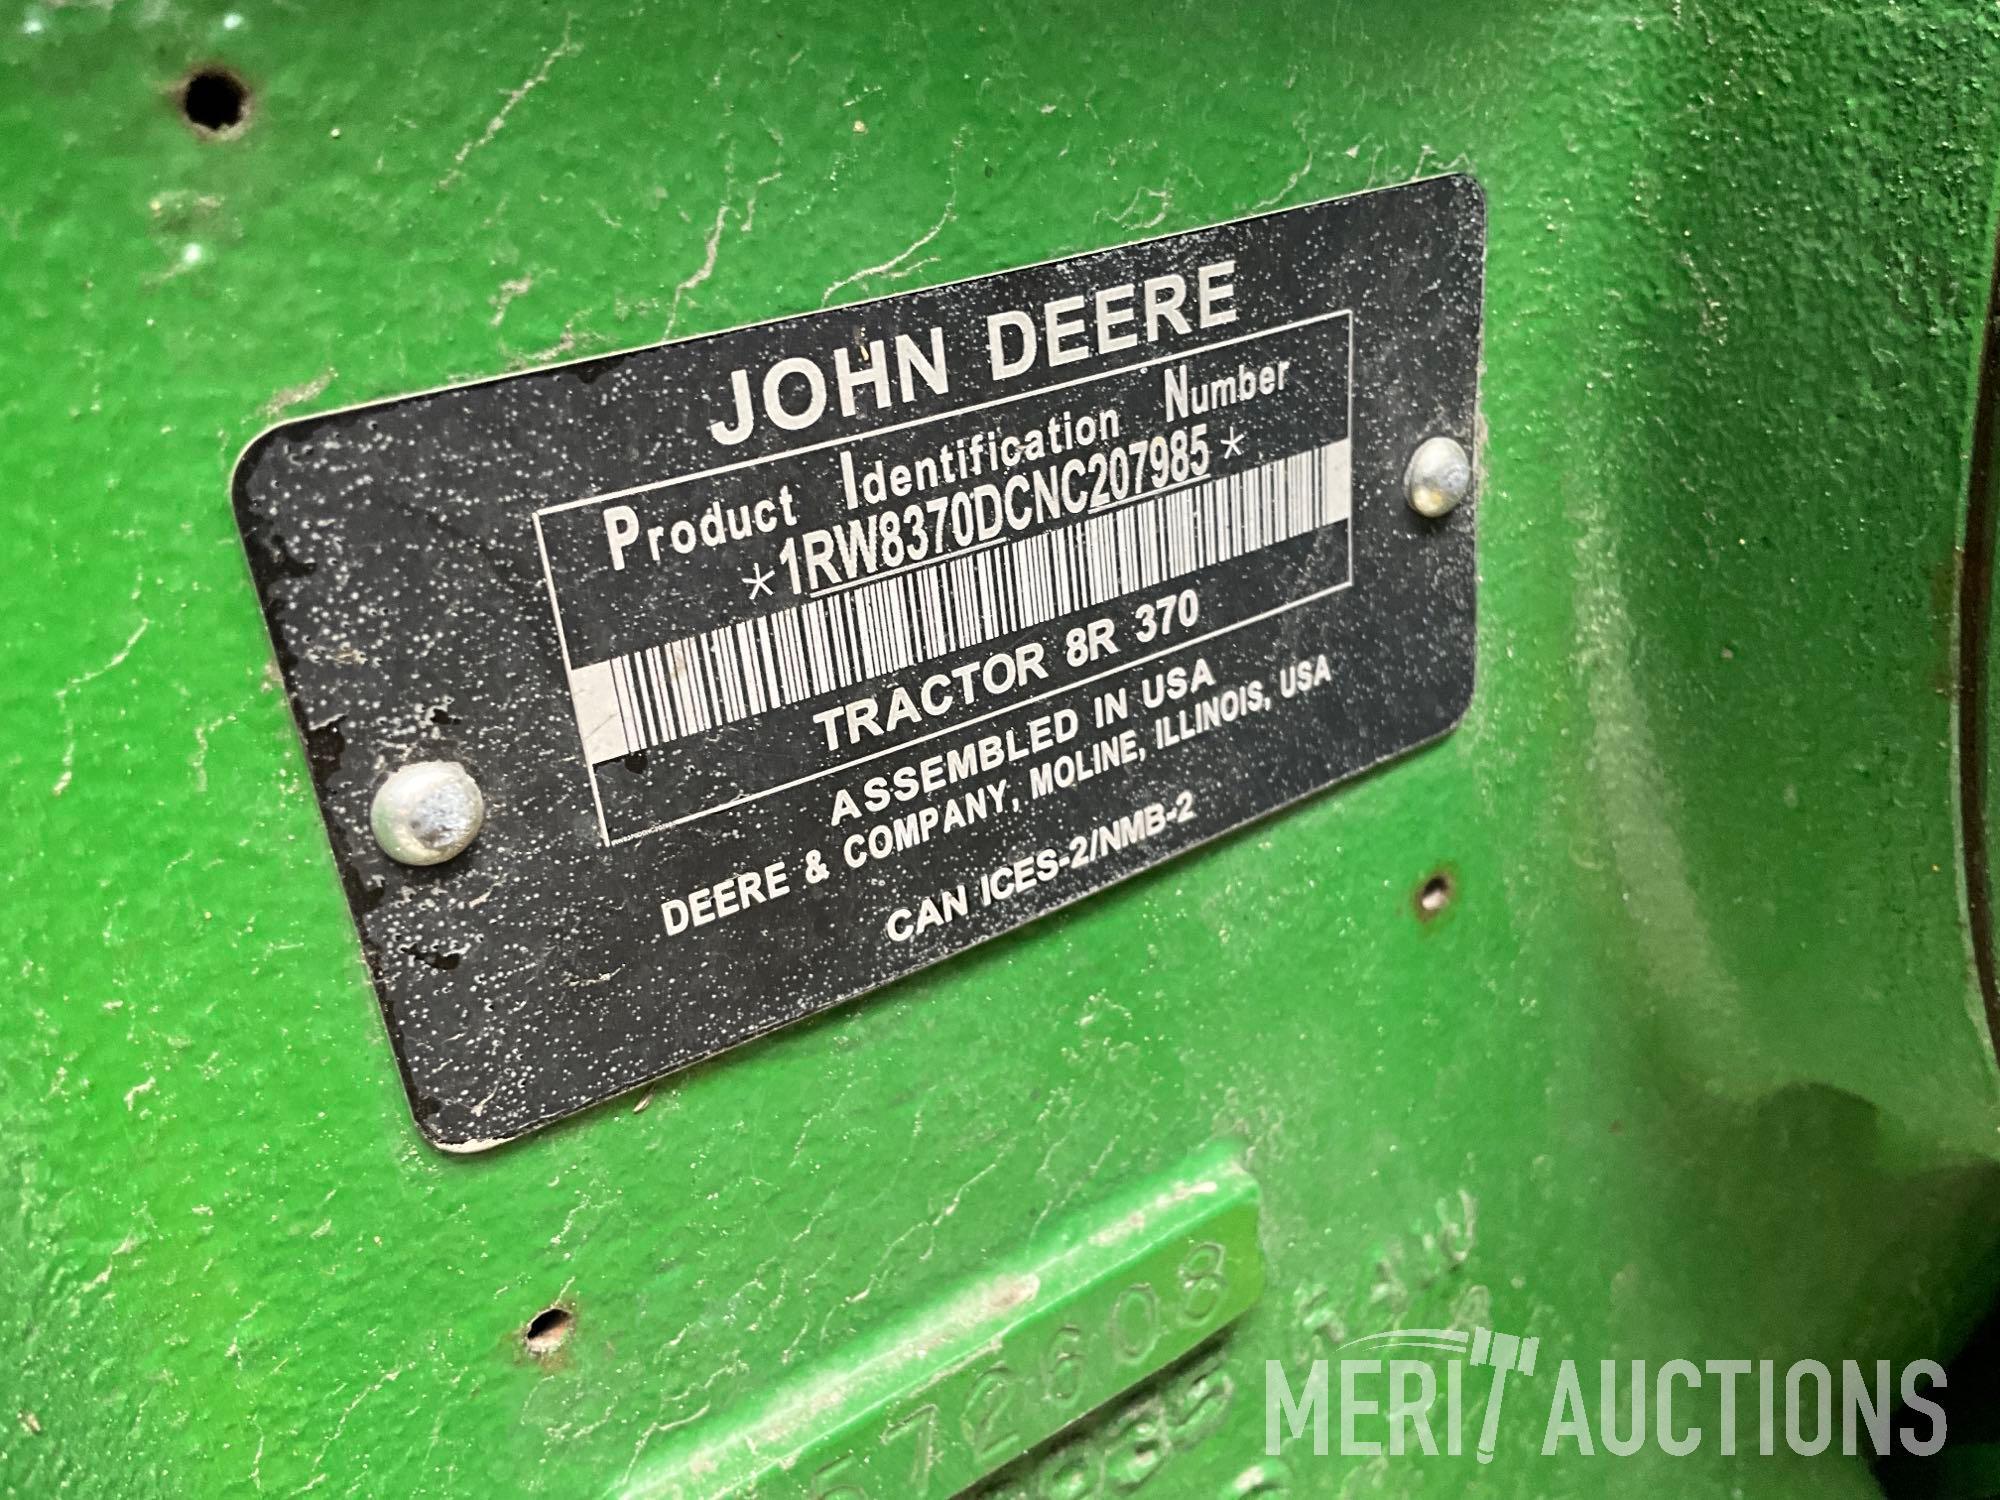 JOHN DEERE
Product Identification Number
*1RW8370DCNC207985*
TRACTOR 8R 370
ASSEMBLED IN USA
DEERE & COMPANY, MOLINE, ILLINOIS, USA
CAN ICES-2/NMB-2
572608
MERIT AUCTIONS